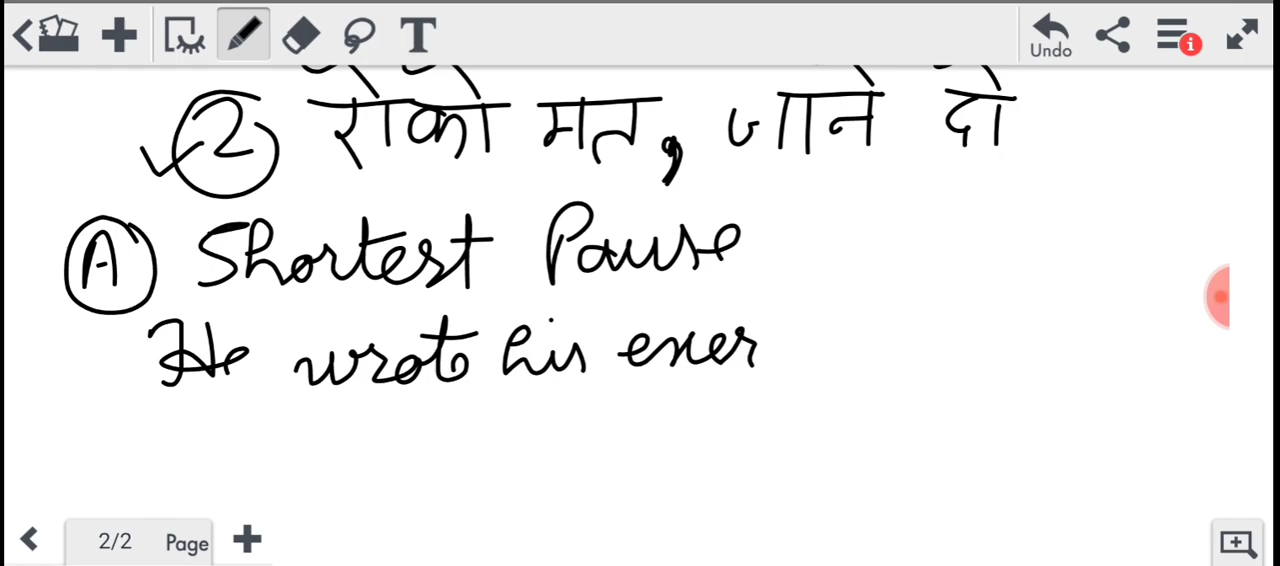 Undo
② रोको मत, जाने दो
Ⓐ Shortest Pause
He wrote his exer
2/2 Page